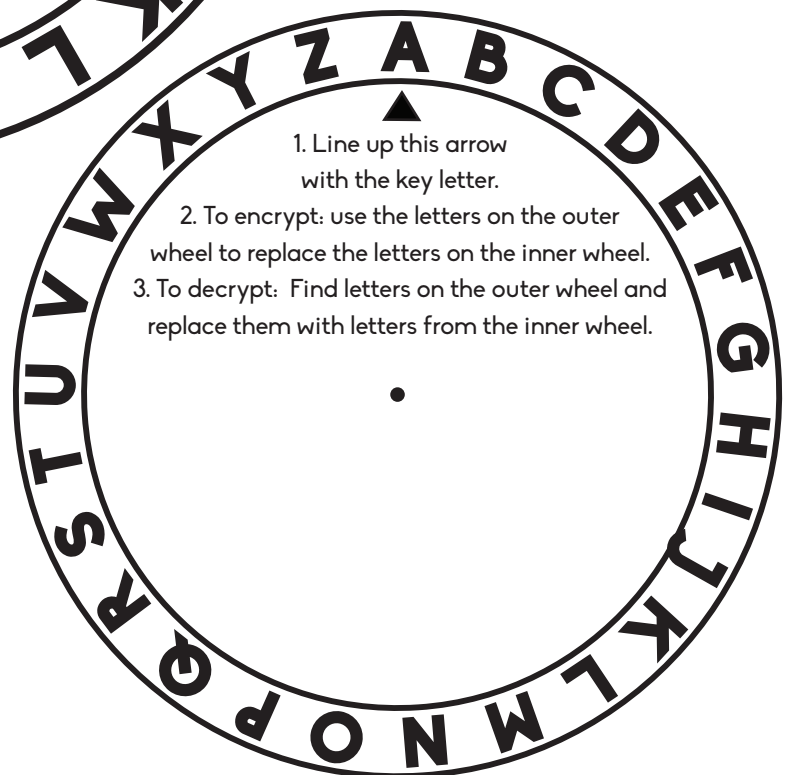 K
L
A B C D E F G H I J K L M N O P Q R S T U V W X Y Z
1. Line up this arrow
with the key letter.
2. To encrypt: use the letters on the outer
wheel to replace the letters on the inner wheel.
3. To decrypt: Find letters on the outer wheel and
replace them with letters from the inner wheel.